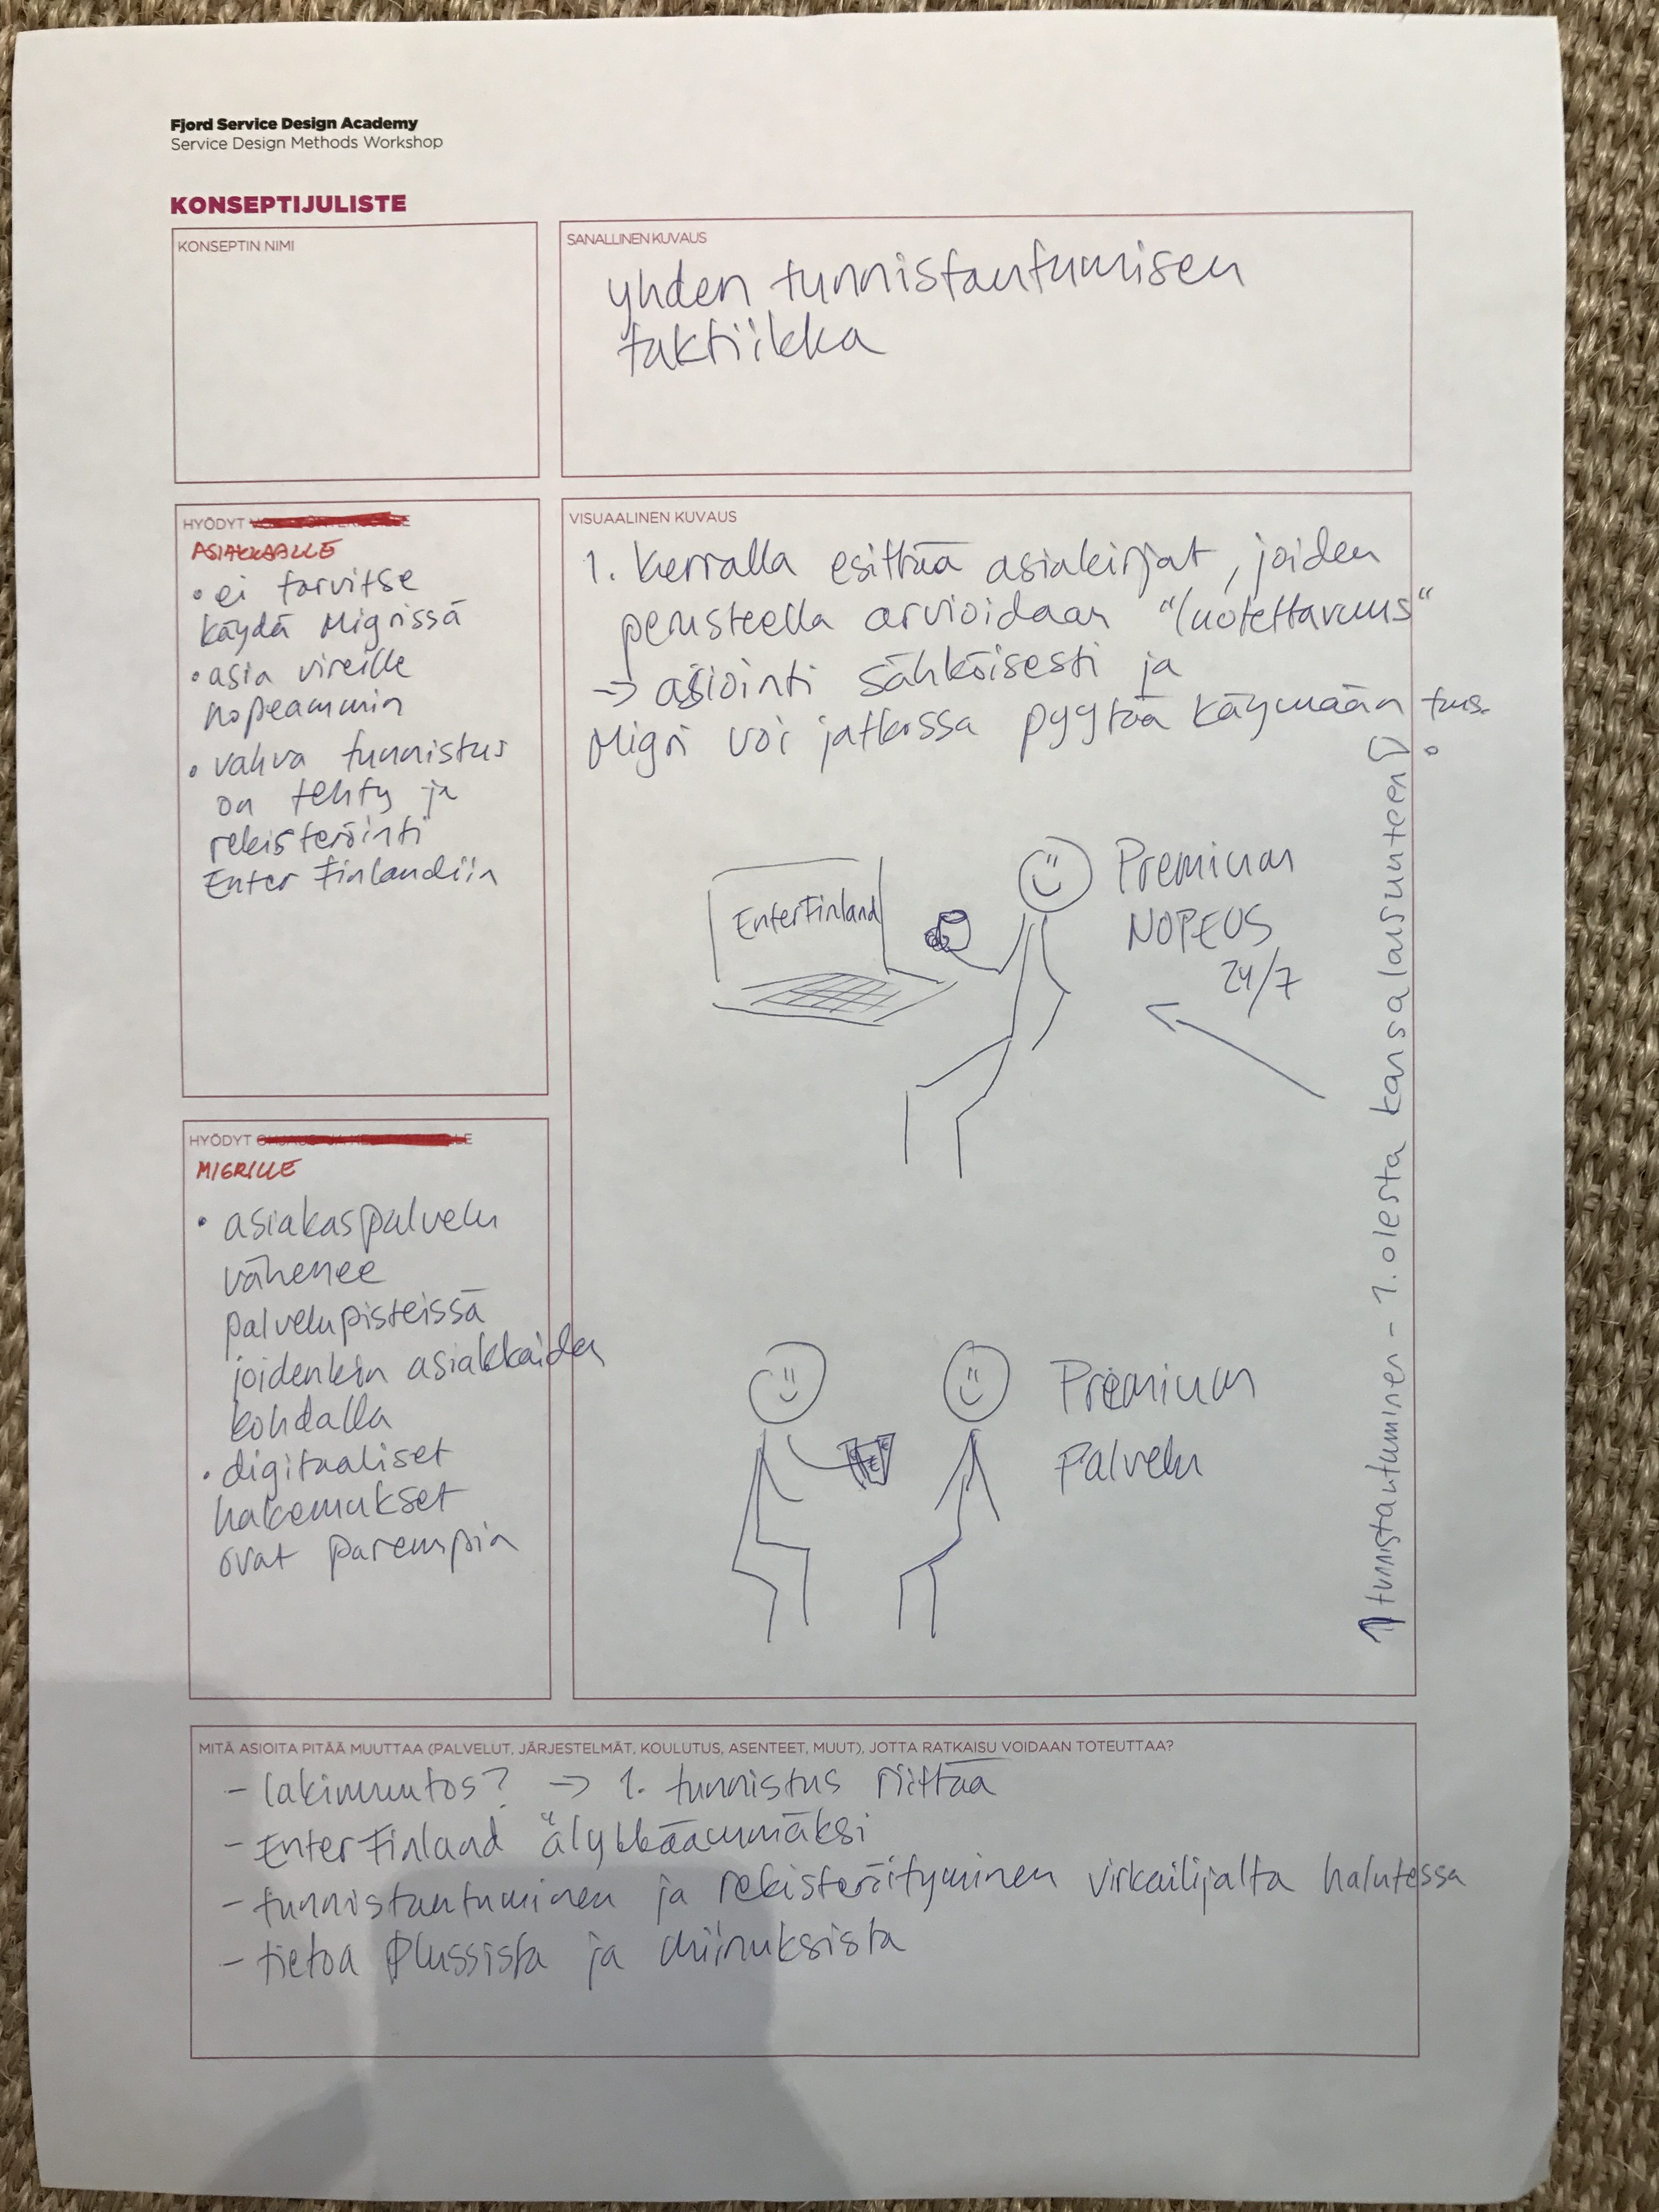 Fjord Service Design Academy
Service Design Methods Workshop
KONSEPTIJULISTE
KONSEPTIN NIMI
SANALLINEN KUVAUS
yhden tunnistautumisen
taktiikka
HYÖDYT
ASIAKKAALLE
• ei tarvitse
käydä Migrissä
• asia vireille
nopeammin
• vahva tunnistus
on tehty ja
rekisteröinti
Enter Finlandiin
HYÖDYT
MIGRILLE
• asiakaspalvelu
vähenee
palvelupisteissä
joidenkin asiakkaiden
kohdalla
• digitaaliset
hakemukset
ovat parempia
VISUAALINEN KUVAUS
1. kerralla esittää asiakirjat, joiden
perusteella arvioidaan "luotettavuus"
-> asiointi sähköisesti ja
Migri voi jatkossa pyytää käymään
EnterFinland
Premium
NOPEUS
24/7
Premium
Palvelu
tunnistautuminen - 1. olesta kansalaisuuteen
MITÄ ASIOITA PITÄÄ MUUTTAA (PALVELUT, JÄRJESTELMÄT, KOULUTUS, ASENTEET, MUUT), JOTTA RATKAISU VOIDAAN TOTEUTTAA?
- lakimuutos? -> 1. tunnistus riittää
- EnterFinland "älykkäämmäksi
- tunnistautuminen ja rekisteröityminen virkailijalta halutessa
- tietoa plussista ja miinuksista